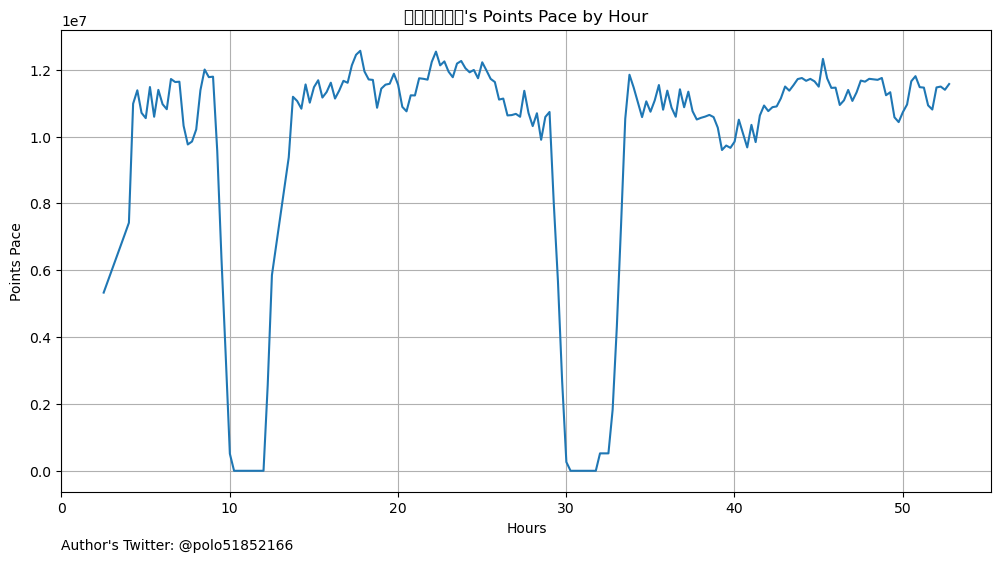 □□□□□□'s Points Pace by Hour
1e7
1.2
1.0
0.8
0.6
0.4
0.2
0.0
Points Pace
0
10
20
30
40
50
Hours
Author's Twitter: @polo51852166